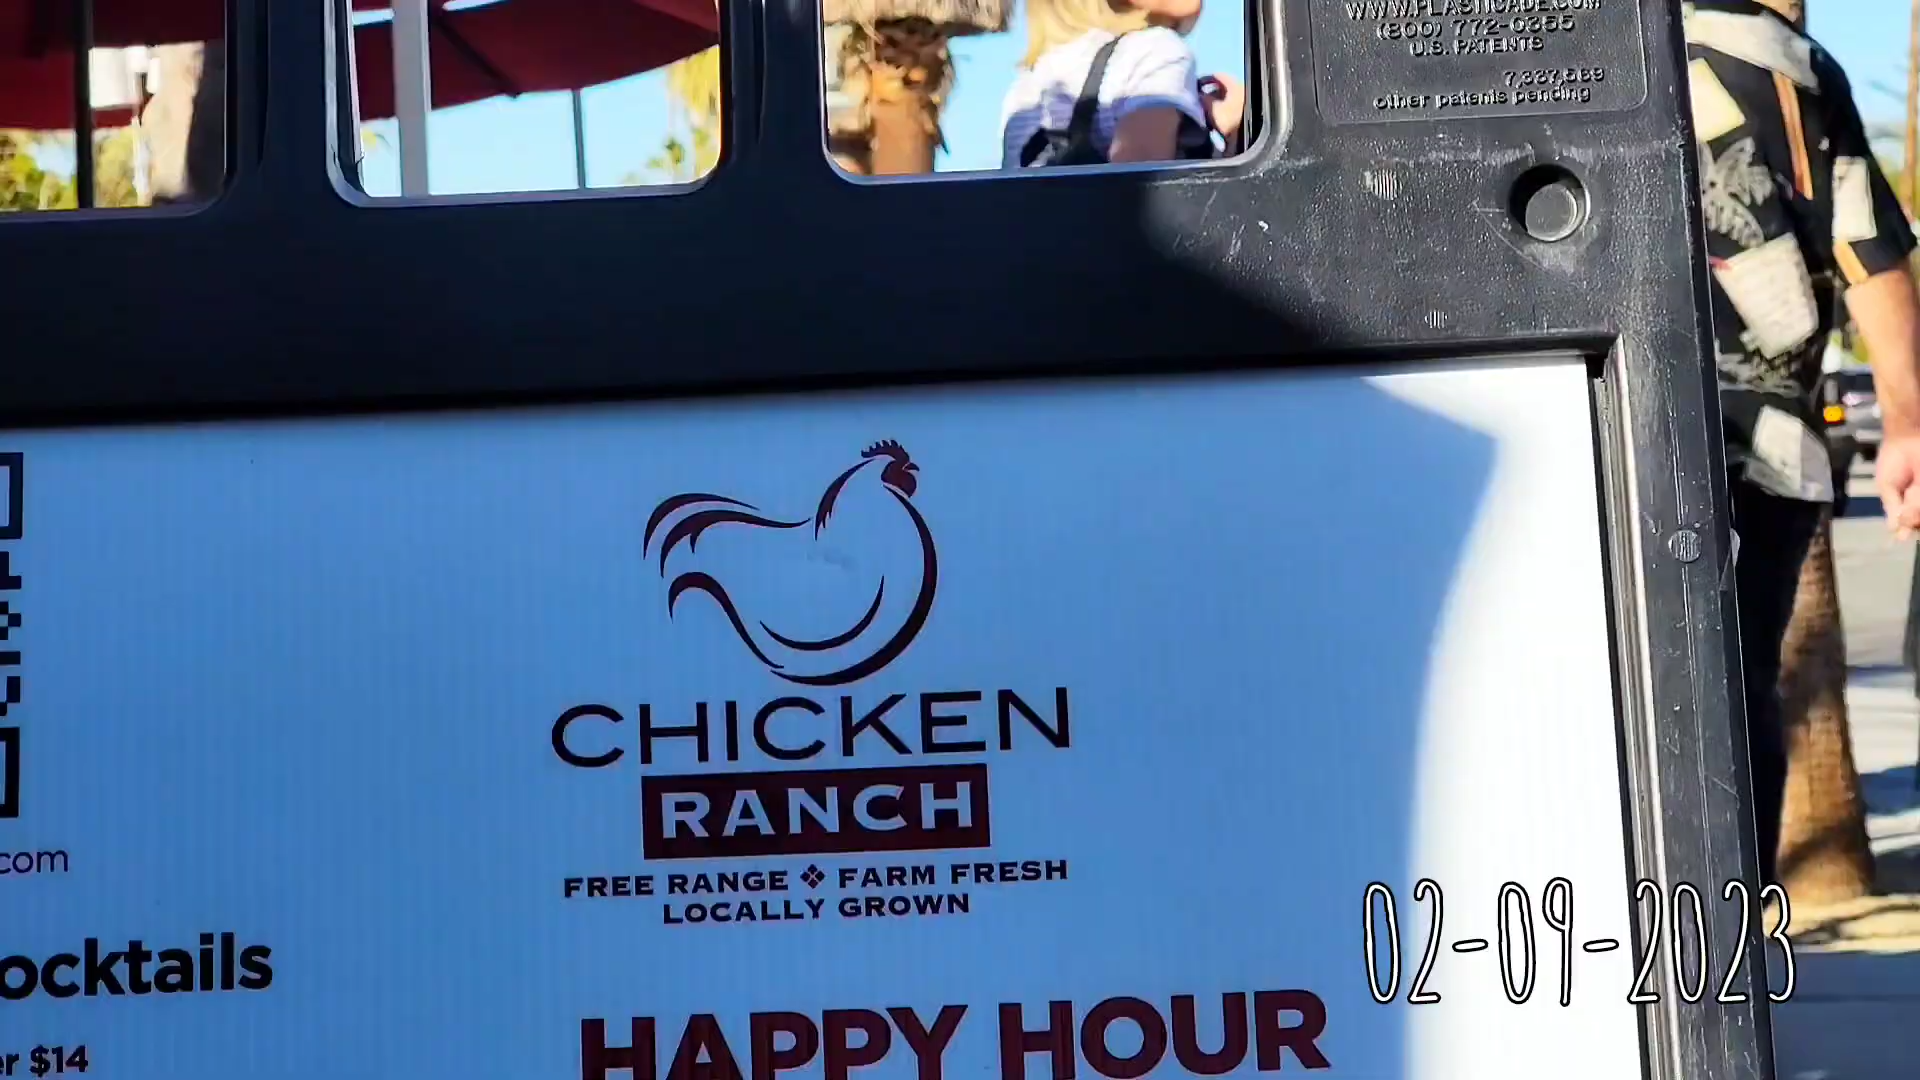 WWW.PLASTICADE.COM
(800) 772-0355
U.S. PATENTS
7,337,569
other patents pending
CHICKEN
RANCH
FREE RANGE ❖ FARM FRESH
LOCALLY GROWN
.com
ocktails
r $14
HAPPY HOUR
02-09-2023